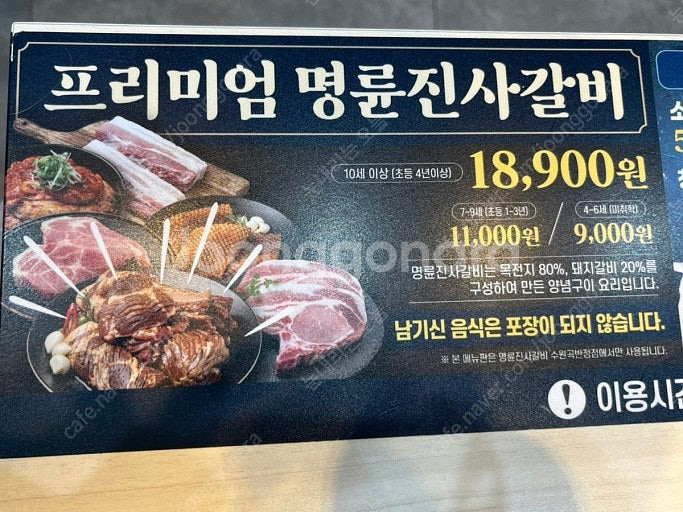 프리미엄 명륜진사갈비
10세 이상 (초등 4년이상) 18,900원
7-9세 (초등 1-3년) 4-6세 (미취학)
11,000원 / 9,000원
명륜진사갈비는 목전지 80%, 돼지갈비 20%를
구성하여 만든 양념구이 요리입니다.
남기신 음식은 포장이 되지 않습니다.
※ 본 메뉴판은 명륜진사갈비 수원곡반정점에서만 사용됩니다.
! 이용시간
joonggonara